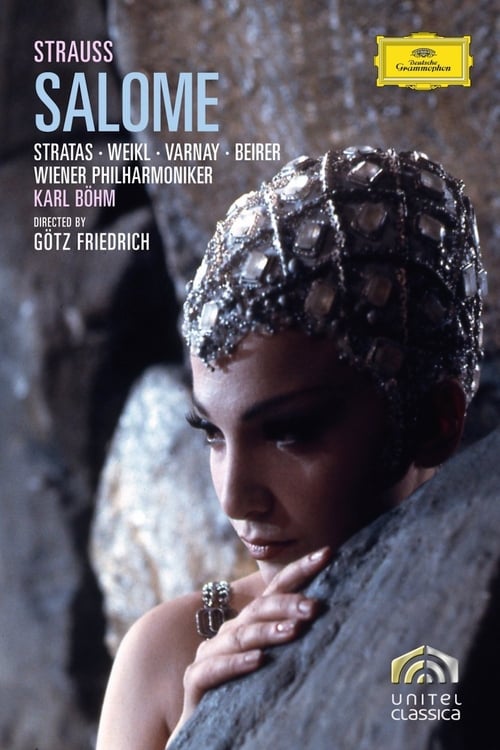 STRAUSS
SALOME
STRATAS · WEIKL · VARNAY · BEIRER
WIENER PHILHARMONIKER
KARL BÖHM
DIRECTED BY
GÖTZ FRIEDRICH
Deutsche
Grammophon
UNITEL
CLASSICA